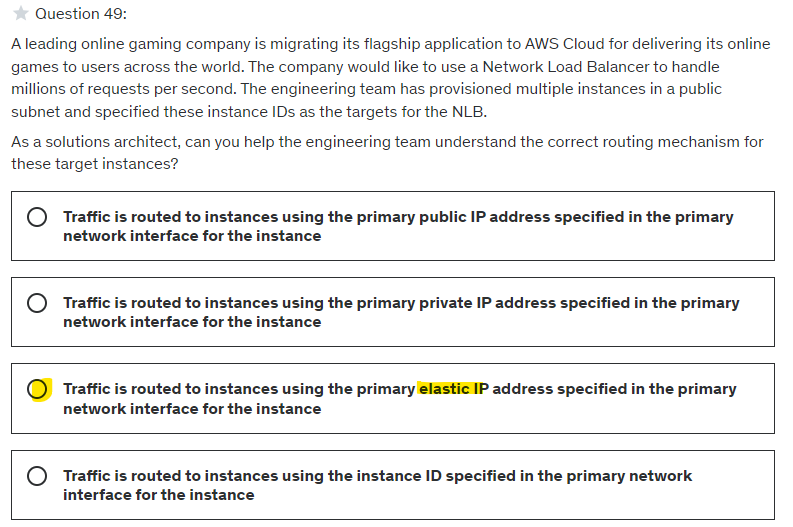 Question 49:
A leading online gaming company is migrating its flagship application to AWS Cloud for delivering its online
games to users across the world. The company would like to use a Network Load Balancer to handle
millions of requests per second. The engineering team has provisioned multiple instances in a public
subnet and specified these instance IDs as the targets for the NLB.
As a solutions architect, can you help the engineering team understand the correct routing mechanism for
these target instances?
Traffic is routed to instances using the primary public IP address specified in the primary
network interface for the instance
Traffic is routed to instances using the primary private IP address specified in the primary
network interface for the instance
Traffic is routed to instances using the primary elastic IP address specified in the primary
network interface for the instance
Traffic is routed to instances using the instance ID specified in the primary network
interface for the instance